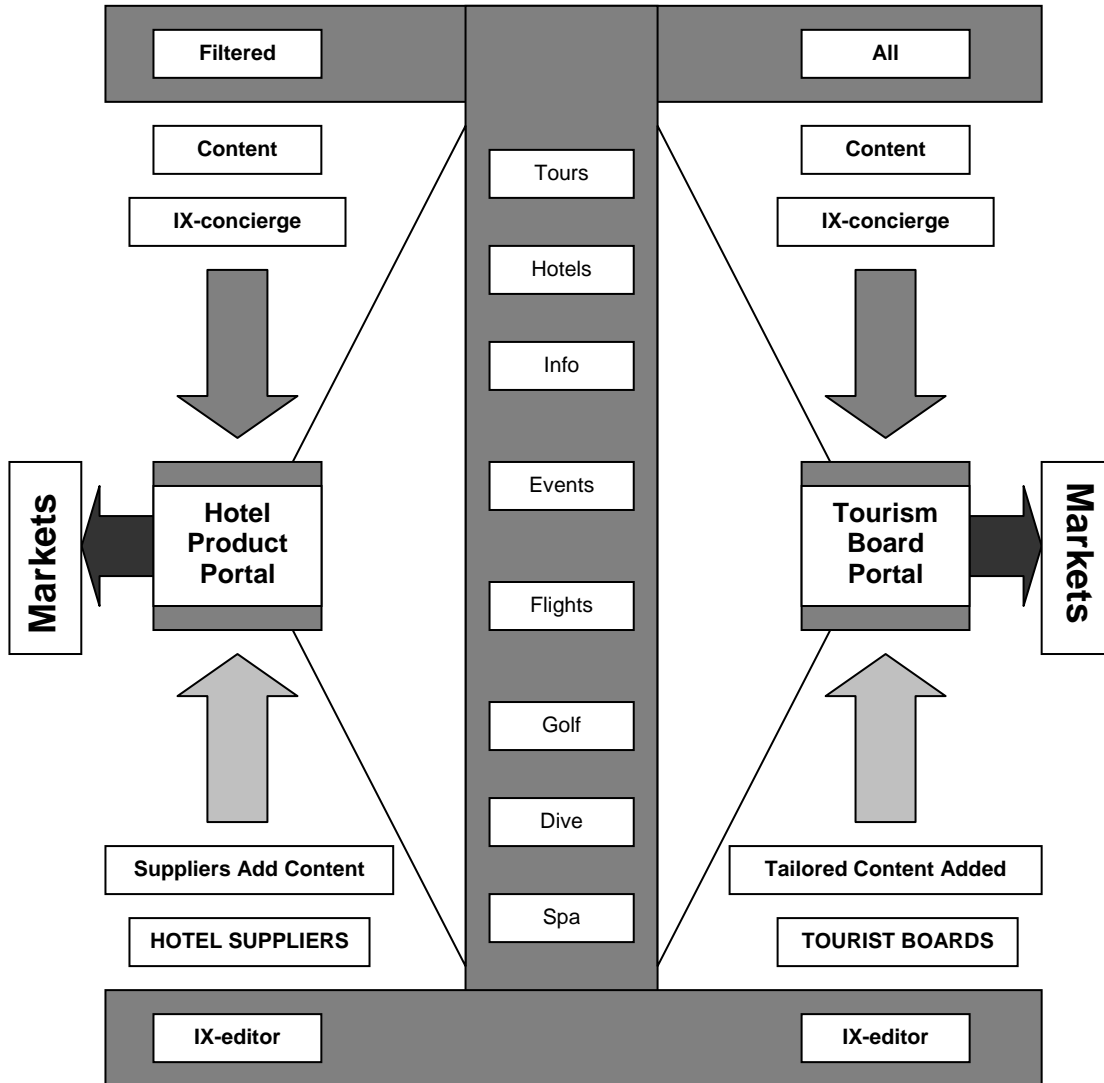 Filtered
All
Content
Content
Tours
IX-concierge
IX-concierge
Hotels
Info
Markets
Hotel
Product
Portal
Events
Flights
Tourism
Board
Portal
Markets
Golf
Dive
Suppliers Add Content
Tailored Content Added
Spa
HOTEL SUPPLIERS
TOURIST BOARDS
IX-editor
IX-editor